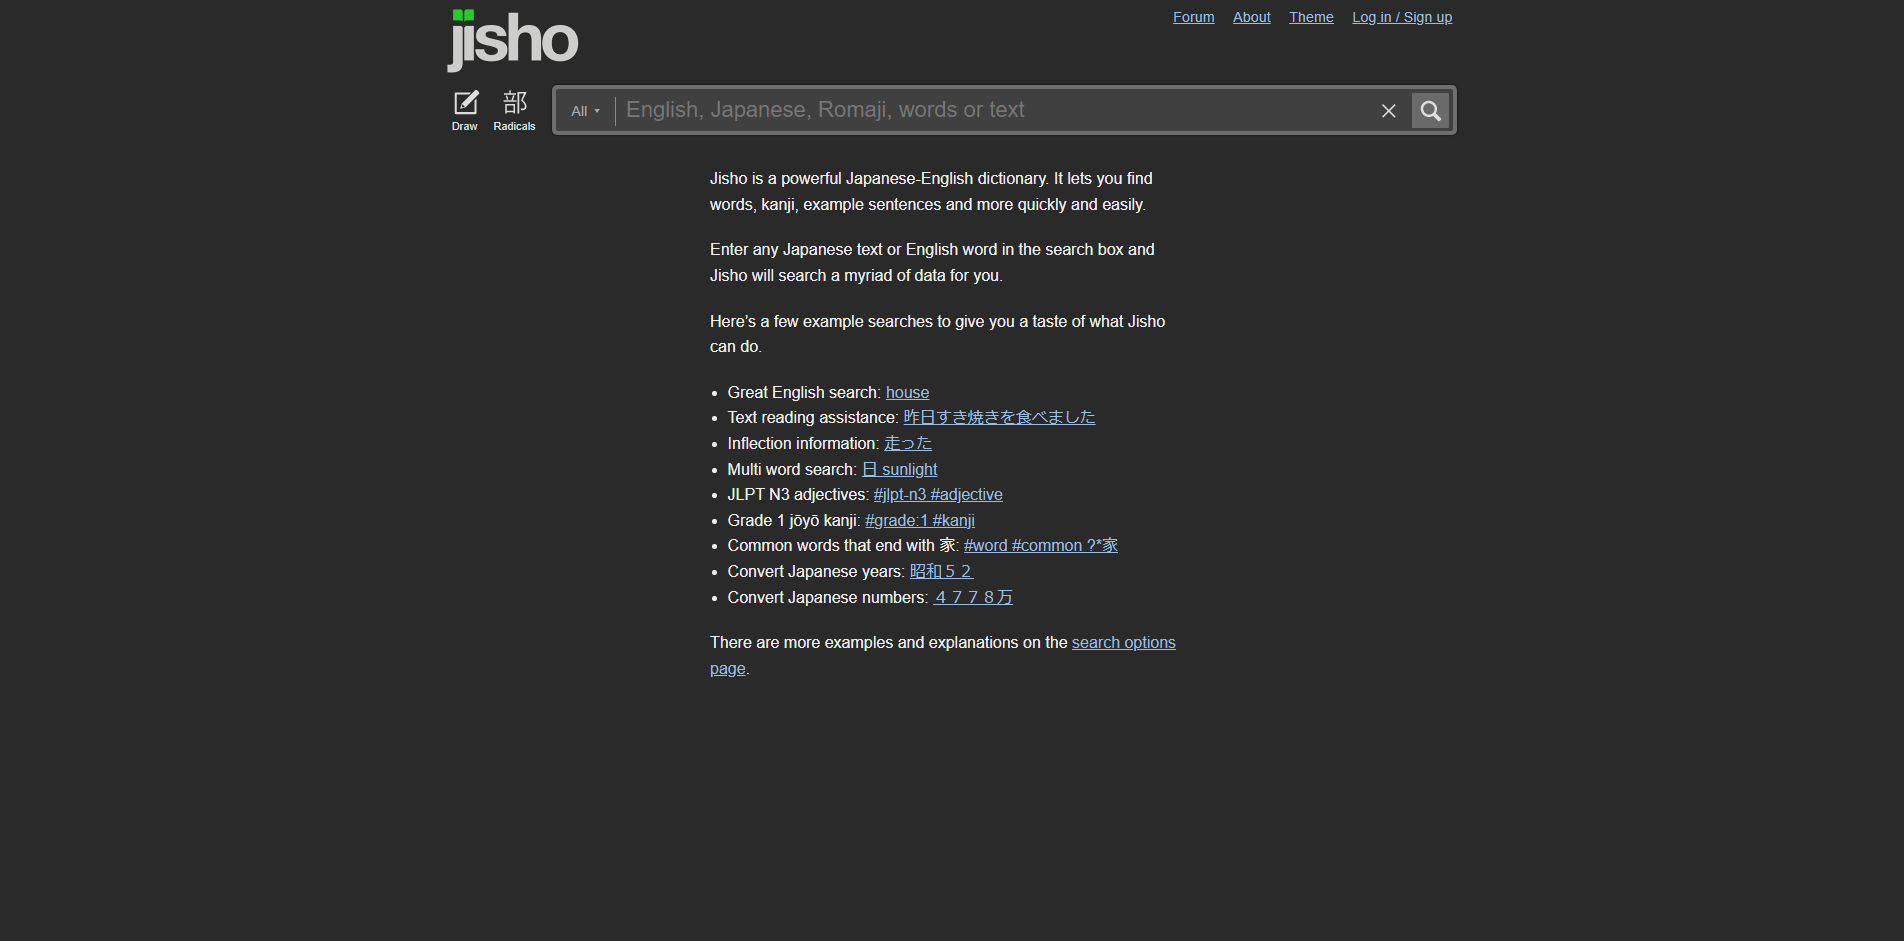 jisho
Forum About Theme Log in / Sign up
部
Draw Radicals
All English, Japanese, Romaji, words or text
Jisho is a powerful Japanese-English dictionary. It lets you find
words, kanji, example sentences and more quickly and easily.
Enter any Japanese text or English word in the search box and
Jisho will search a myriad of data for you.
Here’s a few example searches to give you a taste of what Jisho
can do.
Great English search: house
Text reading assistance: 昨日すき焼きを食べました
Inflection information: 走った
Multi word search: 日 sunlight
JLPT N3 adjectives: #jlpt-n3 #adjective
Grade 1 jōyō kanji: #grade:1 #kanji
Common words that end with 家: #word #common ?*家
Convert Japanese years: 昭和５２
Convert Japanese numbers: ４７７８万
There are more examples and explanations on the search options
page.